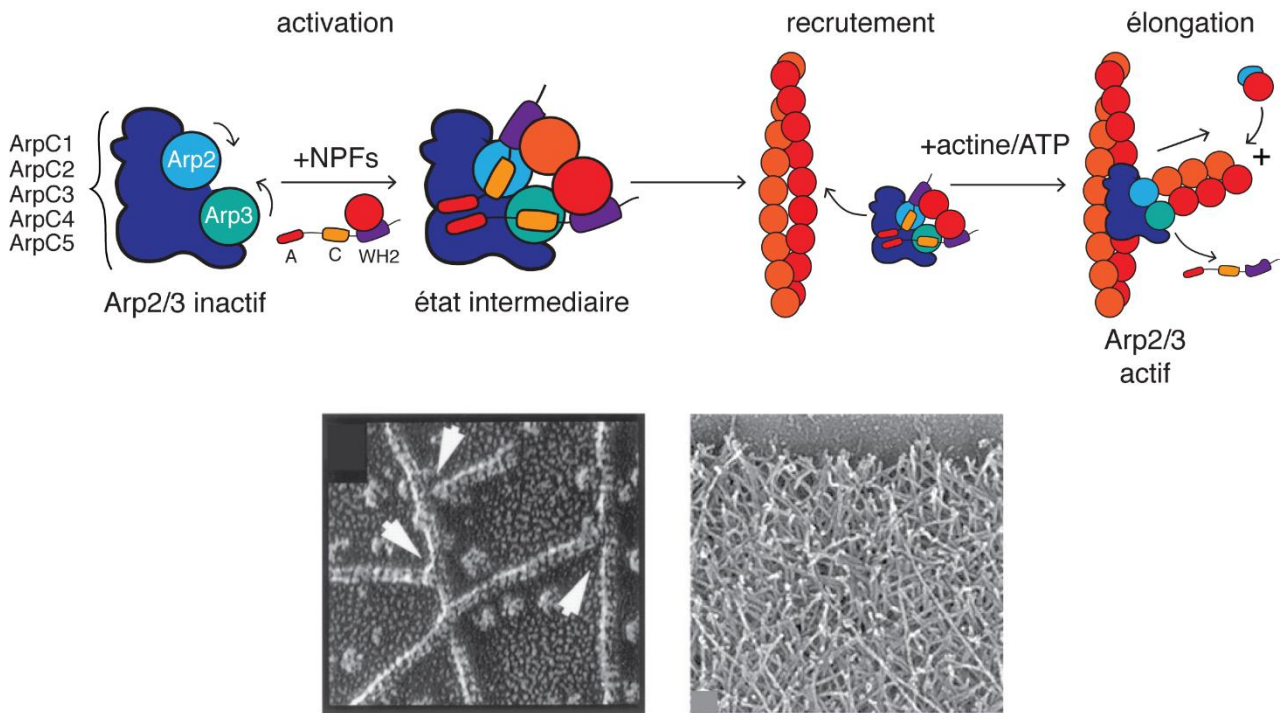 activation
recrutement
élongation
ArpC1
ArpC2
ArpC3
ArpC4
ArpC5
Arp2
Arp3
+NPFs
A
C
WH2
+actine/ATP
+
Arp2/3 inactif
état intermediaire
Arp2/3
actif